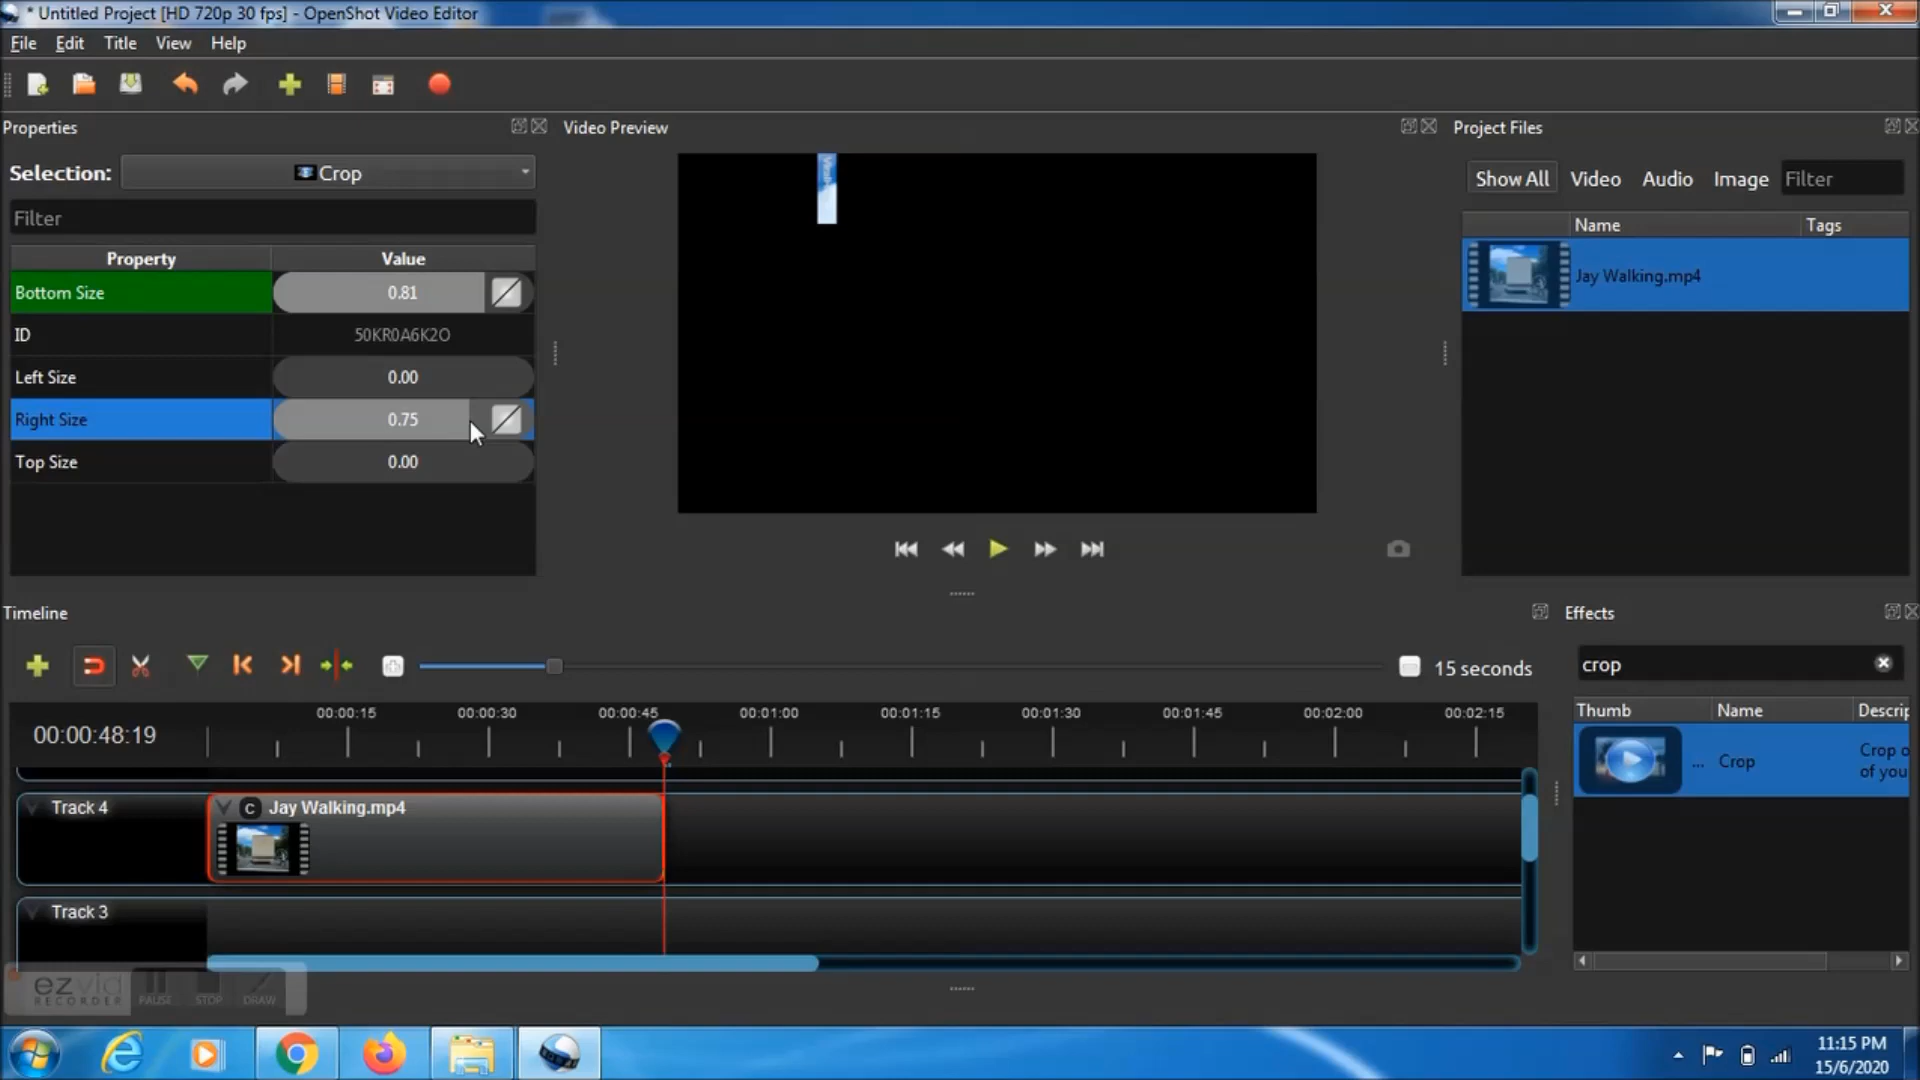 * Untitled Project [HD 720p 30 fps] - OpenShot Video Editor
File Edit Title View Help
Properties
Video Preview
Project Files
Selection: Crop
Show All Video Audio Image Filter
Filter
Name Tags
Property Value
Bottom Size 0.81
Jay Walking.mp4
ID 50KR0A6K2O
Left Size 0.00
Right Size 0.75
Top Size 0.00
Timeline
Effects
15 seconds
crop
00:00:15 00:00:30 00:00:45 00:01:00 00:01:15 00:01:30 00:01:45 00:02:00 00:02:15
Thumb Name Descrip
00:00:48:19
... Crop
Crop o
of you
Track 4
C Jay Walking.mp4
Track 3
ezvid
RECORDER
PAUSE STOP DRAW
11:15 PM
15/6/2020